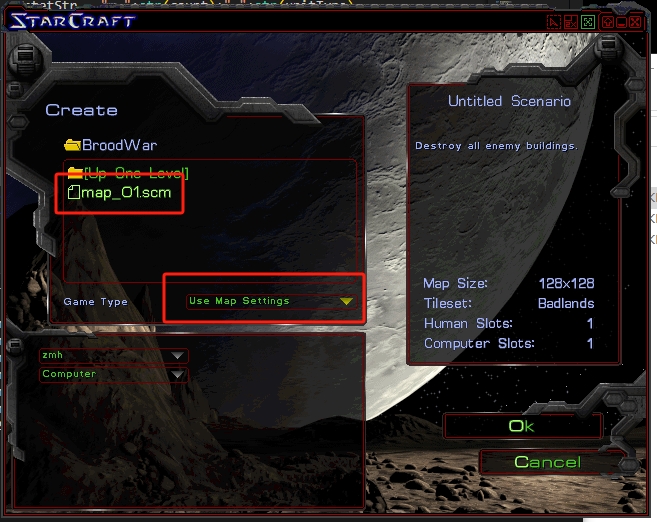 STARCRAFT
Create
BroodWar
[Up One Level]
map_01.scm
Game Type
Use Map Settings
zmh
Computer
Untitled Scenario
Destroy all enemy buildings.
Map Size: 128x128
Tileset: Badlands
Human Slots: 1
Computer Slots: 1
Ok
Cancel